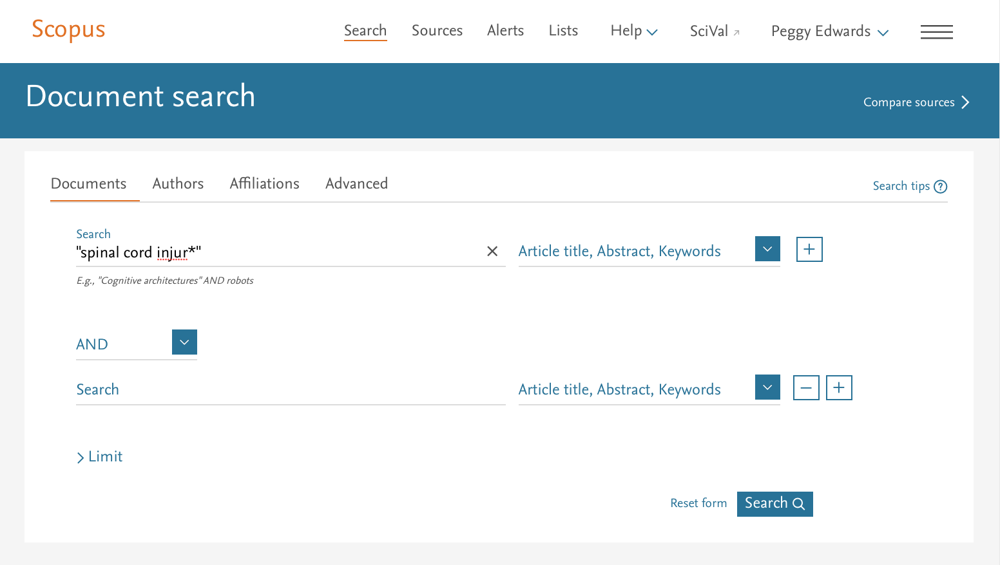 Scopus
Search Sources Alerts Lists Help SciVal ↗ Peggy Edwards
Document search
Compare sources
Documents Authors Affiliations Advanced
Search tips ?
Search
"spinal cord injur*"
Article title, Abstract, Keywords
E.g., "Cognitive architectures" AND robots
AND
Search
Article title, Abstract, Keywords
Limit
Reset form Search